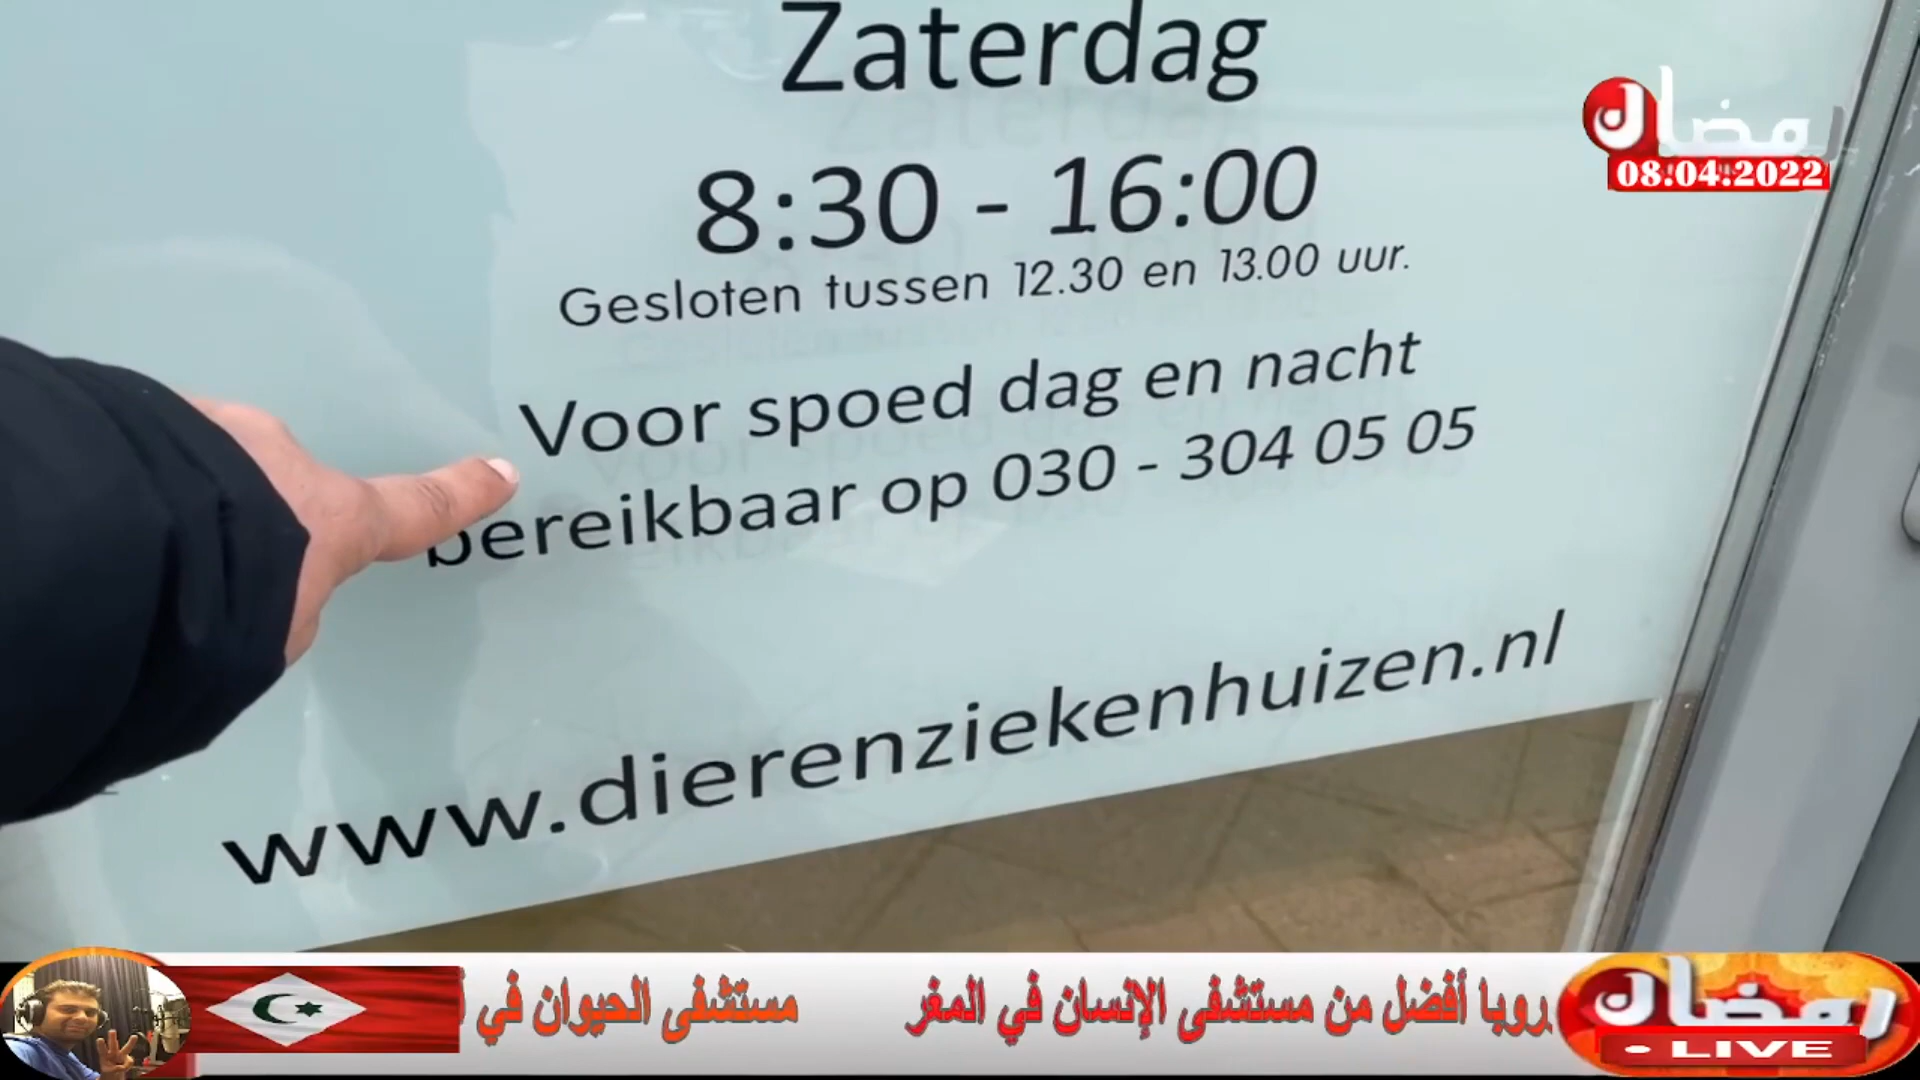 Zaterdag
رمضان
08.04.2022
8:30 - 16:00
Gesloten tussen 12.30 en 13.00 uur.
Voor spoed dag en nacht
bereikbaar op 030 - 304 05 05
www.dierenziekenhuizen.nl
روبا أفضل من مستشفى الإنسان في المغر
مستشفى الحيوان في أ
رمضان
LIVE